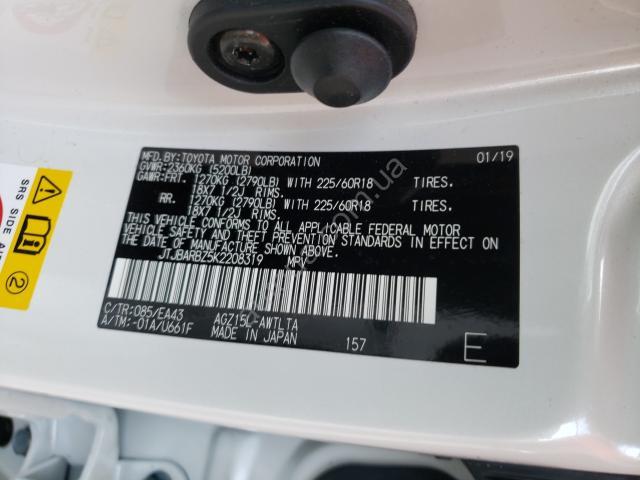 MFD.BY:TOYOTA MOTOR CORPORATION 01/19
GVWR:2360KG (5200LB)
GAWR:FRT 1270KG (2790LB) WITH 225/60R18 TIRES.
18X7 1/2J RIMS.
RR. 1270KG (2790LB) WITH 225/60R18 TIRES.
18X7 1/2J RIMS.
THIS VEHICLE CONFORMS TO ALL APPLICABLE FEDERAL MOTOR
VEHICLE SAFETY AND THEFT PREVENTION STANDARDS IN EFFECT ON
THE DATE OF MANUFACTURE SHOWN ABOVE.
JTJBARBZ5K2208319 MPV
C/TR:085/EA43 AGZ15L-AWTLTA
A/TM:-01A/U661F MADE IN JAPAN 157 E
SRS SIDE
2